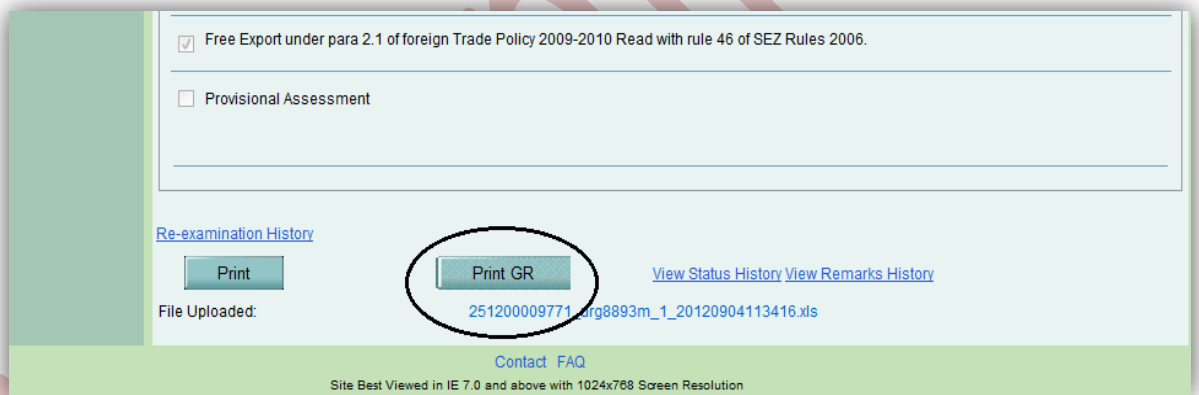 Free Export under para 2.1 of foreign Trade Policy 2009-2010 Read with rule 46 of SEZ Rules 2006.
Provisional Assessment
Re-examination History
Print Print GR View Status History View Remarks History
File Uploaded: 251200009771_drg8893m_1_20120904113416.xls
Contact FAQ
Site Best Viewed in IE 7.0 and above with 1024x768 Screen Resolution